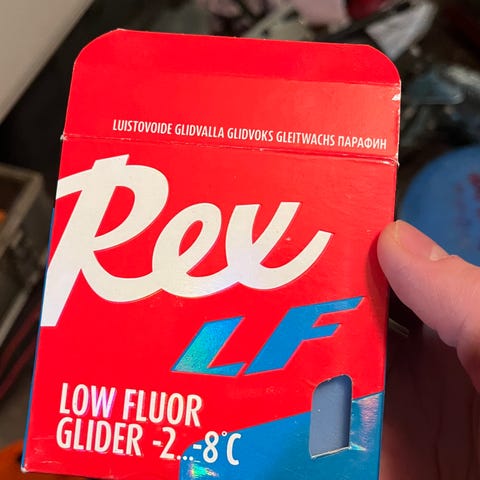 LUISTOVOIDE GLIDVALLA GLIDVOKS GLEITWACHS ПАРАФИН
Rex
LF
LOW FLUOR
GLIDER -2...-8°C